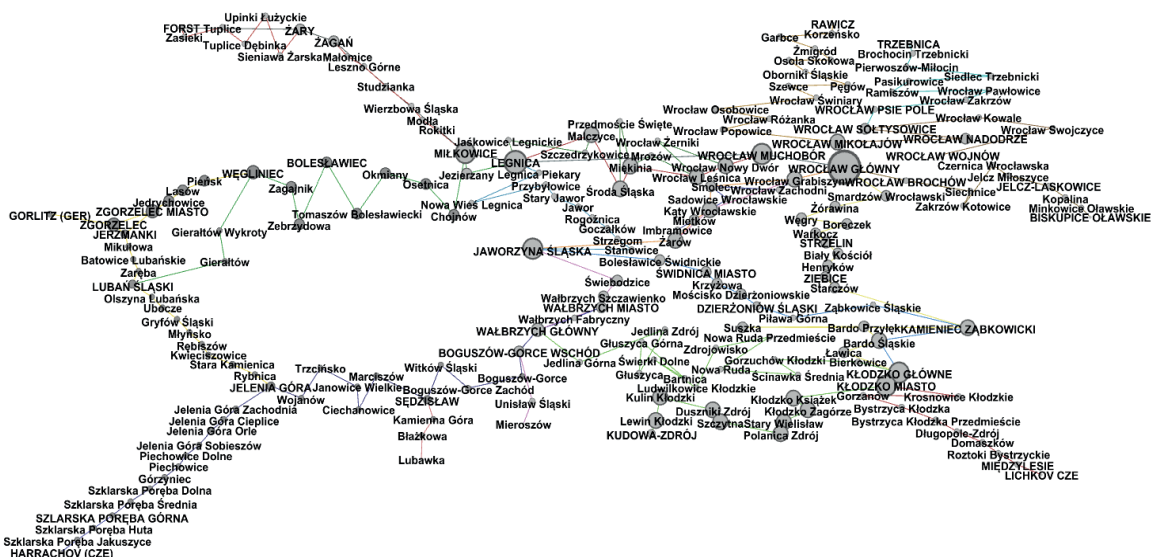 Upinki Łużyckie
FORST Tuplice
Zasieki
ŻARY
Tuplice Dębinka
ŻAGAŃ
Sieniawa Żarska
Małomice
Leszno Górne
Studzianka
Wierzbowa Śląska
Modła
Rokitki
MIŁKOWICE
RAWICZ
Garbce
Korzeńsko
TRZEBNICA
Żmigród
Brochocin Trzebnicki
Osola Skokowa
Pierwoszów-Miłocin
Oborniki Śląskie
Siedlec Trzebnicki
Szewce
Pęgów
Pasikurowice
Ramiszów
Wrocław Pawłowice
Wrocław Świniary
Wrocław Zakrzów
Wrocław Osobowice
WROCŁAW PSIE POLE
Wrocław Różanka
Wrocław Kowale
Przedmoście Święte
Wrocław Popowice
WROCŁAW SOŁTYSOWICE
Wrocław Swojczyce
Malczyce
Jaśkowice Legnickie
Wrocław Żerniki
WROCŁAW MIKOŁAJÓW
WROCŁAW NADODRZE
Szczedrzykowice
Mrozów
WROCŁAW MUCHOBÓR
WROCŁAW WOJNÓW
BOLESŁAWIEC
LEGNICA
Miękinia
Wrocław Nowy Dwór
WROCŁAW GŁÓWNY
Czernica Wrocławska
WĘGLINIEC
Okmiany
Jezierzany
Legnica Piekary
Wrocław Leśnica
Wrocław Grabiszyn
WROCŁAW BROCHÓW
Jelcz Miłoszyce
Pieńsk
Osetnica
Przybyłowice
Środa Śląska
Smolec
Wrocław Zachodni
JELCZ-LASKOWICE
Lasów
Zagajnik
Stary Jawor
Sadowice Wrocławskie
Smardzów Wrocławski
Siechnice
Kopalina
Jedrychowice
Nowa Wieś Legnica
Jawor
Kąty Wrocławskie
Żórawina
Zakrzów Kotowice
Minkowice Oławskie
GORLITZ (GER)
ZGORZELEC MIASTO
Tomaszów Bolesławiecki
Chojnów
Rogoźnica
Mietków
Węgry
BISKUPICE OŁAWSKIE
ZGORZELEC
Zebrzydowa
Goczałków
Imbramowice
Boreczek
JERZMANKI
Gierałtów Wykroty
Strzegom
Żarów
Warkocz
Mikułowa
JAWORZYNA ŚLĄSKA
Stanowice
STRZELIN
Batowice Lubańskie
Gierałtów
Bolesławice Świdnickie
Biały Kościół
Zaręba
ŚWIDNICA MIASTO
Henryków
LUBAŃ ŚLĄSKI
Świebodzice
Krzyżowa
ZIĘBICE
Olszyna Lubańska
Wałbrzych Szczawienko
Mościsko Dzierżoniowskie
Starczów
Ubocze
WAŁBRZYCH MIASTO
DZIERŻONIÓW ŚLĄSKI
Ząbkowice Śląskie
Gryfów Śląski
Wałbrzych Fabryczny
Piława Górna
Młyńsko
WAŁBRZYCH GŁÓWNY
Jedlina Zdrój
Suszka
Bardo Przyłęk
KAMIENIEC ZĄBKOWICKI
Rębiszów
Głuszyca Górna
Nowa Ruda Przedmieście
Bardo Śląskie
Kwieciszowice
BOGUSZÓW-GORCE WSCHÓD
Zdrojowisko
Ławica
Stara Kamienica
Trzcińsko
Witków Śląski
Jedlina Górna
Świerki Dolne
Gorzuchów Kłodzki
Bierkowice
Rybnica
Marciszów
Boguszów-Gorce
Głuszyca
Nowa Ruda
KŁODZKO GŁÓWNE
JELENIA GÓRA
Janowice Wielkie
Boguszów-Gorce Zachód
Bartnica
Ścinawka Średnia
KŁODZKO MIASTO
Wojanów
SĘDZISŁAW
Ludwikowice Kłodzkie
Gorzanów
Krosnowice Kłodzkie
Jelenia Góra Zachodnia
Ciechanowice
Unisław Śląski
Kulin Kłodzki
Kłodzko Książek
Bystrzyca Kłodzka
Jelenia Góra Cieplice
Kamienna Góra
Duszniki Zdrój
Kłodzko Zagórze
Bystrzyca Kłodzka Przedmieście
Jelenia Góra Orle
Mieroszów
Lewin Kłodzki
Szczytna
Stary Wielisław
Długopole-Zdrój
Jelenia Góra Sobieszów
Błażkowa
KUDOWA-ZDRÓJ
Polanica Zdrój
Domaszków
Piechowice Dolne
Roztoki Bystrzyckie
Piechowice
Lubawka
MIĘDZYLESIE
Górzyniec
LICHKOV CZE
Szklarska Poręba Dolna
Szklarska Poręba Średnia
SZLARSKA PORĘBA GÓRNA
Szklarska Poręba Huta
Szklarska Poręba Jakuszyce
HARRACHOV (CZE)